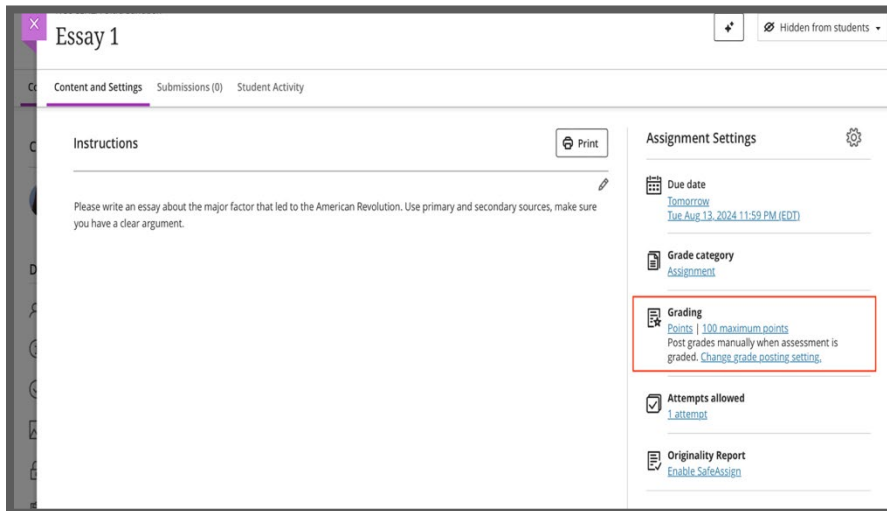 X
Essay 1
Hidden from students
Content and Settings Submissions (0) Student Activity
Instructions
Print
Please write an essay about the major factor that led to the American Revolution. Use primary and secondary sources, make sure
you have a clear argument.
Assignment Settings
Due date
Tomorrow
Tue Aug 13, 2024 11:59 PM (EDT)
Grade category
Assignment
Grading
Points | 100 maximum points
Post grades manually when assessment is
graded. Change grade posting setting.
Attempts allowed
1 attempt
Originality Report
Enable SafeAssign